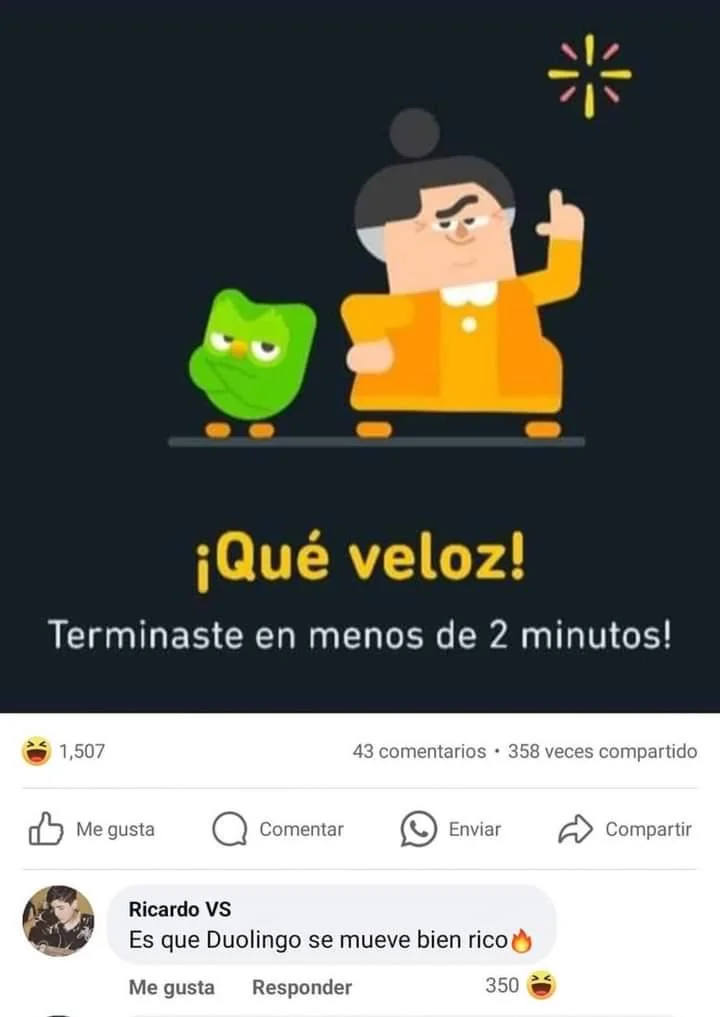 ¡Qué veloz!
Terminaste en menos de 2 minutos!
1,507
43 comentarios • 358 veces compartido
Me gusta
Comentar
Enviar
Compartir
Ricardo VS
Es que Duolingo se mueve bien rico🔥
Me gusta Responder 350